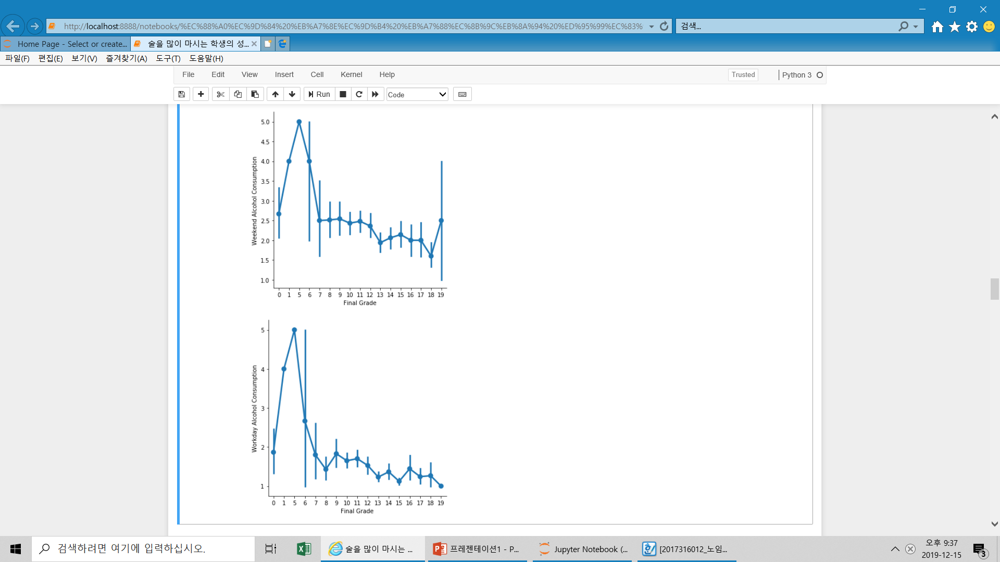 http://localhost:8888/notebooks/%EC%88%A0%EC%9D%84%20%EB%A7%8E%EC%9D%B4%20%EB%A7%88%EC%8B%9C%EB%8A%94%20%ED%95%99%EC%83%
검색...
Home Page - Select or create...
술을 많이 마시는 학생의 성...
파일(F) 편집(E) 보기(V) 즐겨찾기(A) 도구(T) 도움말(H)
File Edit View Insert Cell Kernel Help
Trusted
Python 3
Run
Code
5.0
4.5
4.0
3.5
3.0
2.5
2.0
1.5
1.0
Weekend Alcohol Consumption
0 1 5 6 7 8 9 10 11 12 13 14 15 16 17 18 19
Final Grade
5
4
3
2
1
Workday Alcohol Consumption
0 1 5 6 7 8 9 10 11 12 13 14 15 16 17 18 19
Final Grade
검색하려면 여기에 입력하십시오.
술을 많이 마시는 ...
프레젠테이션1 - P...
Jupyter Notebook (...
[2017316012_노임...
오후 9:37
2019-12-15
3